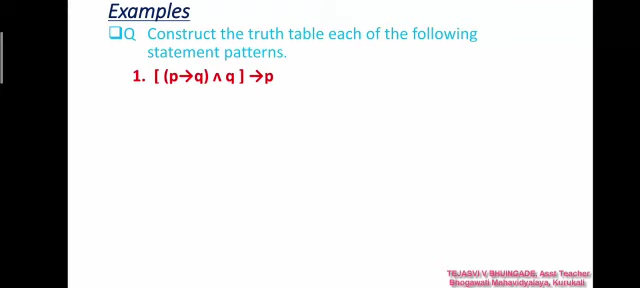 Examples
❑Q Construct the truth table each of the following
statement patterns.
1. [ (p→q) ∧ q ] →p
TEJASVI V BHUINGADE, Asst Teacher
Bhogawati Mahavidyalaya, Kurukali